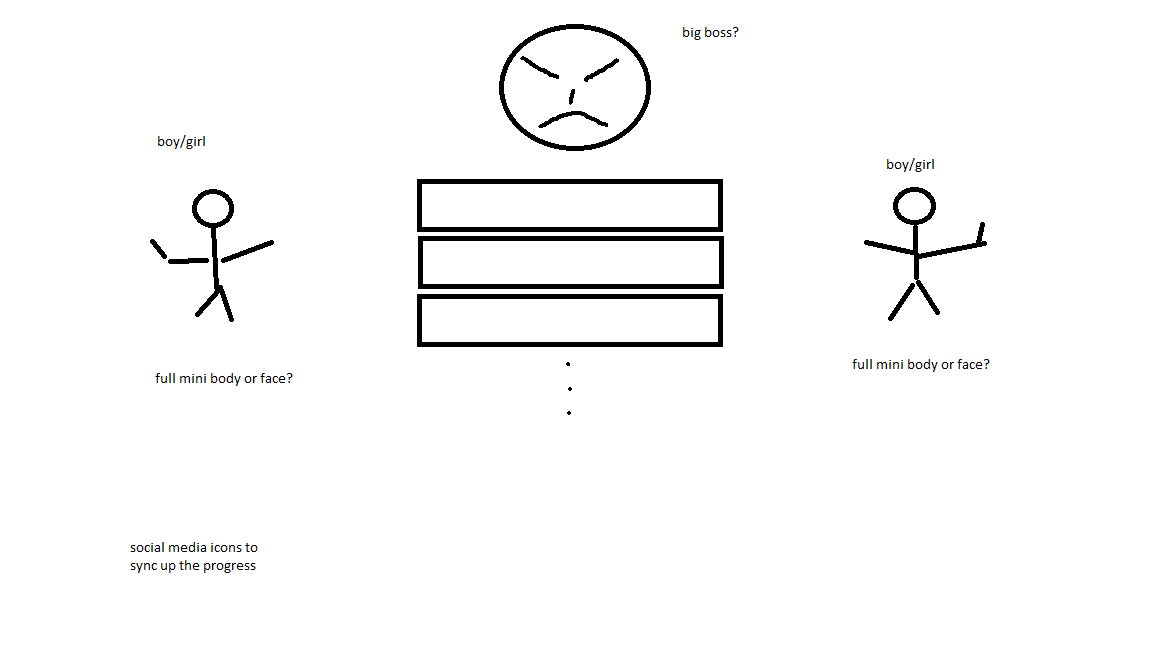 big boss?
boy/girl
boy/girl
full mini body or face?
full mini body or face?
social media icons to
sync up the progress